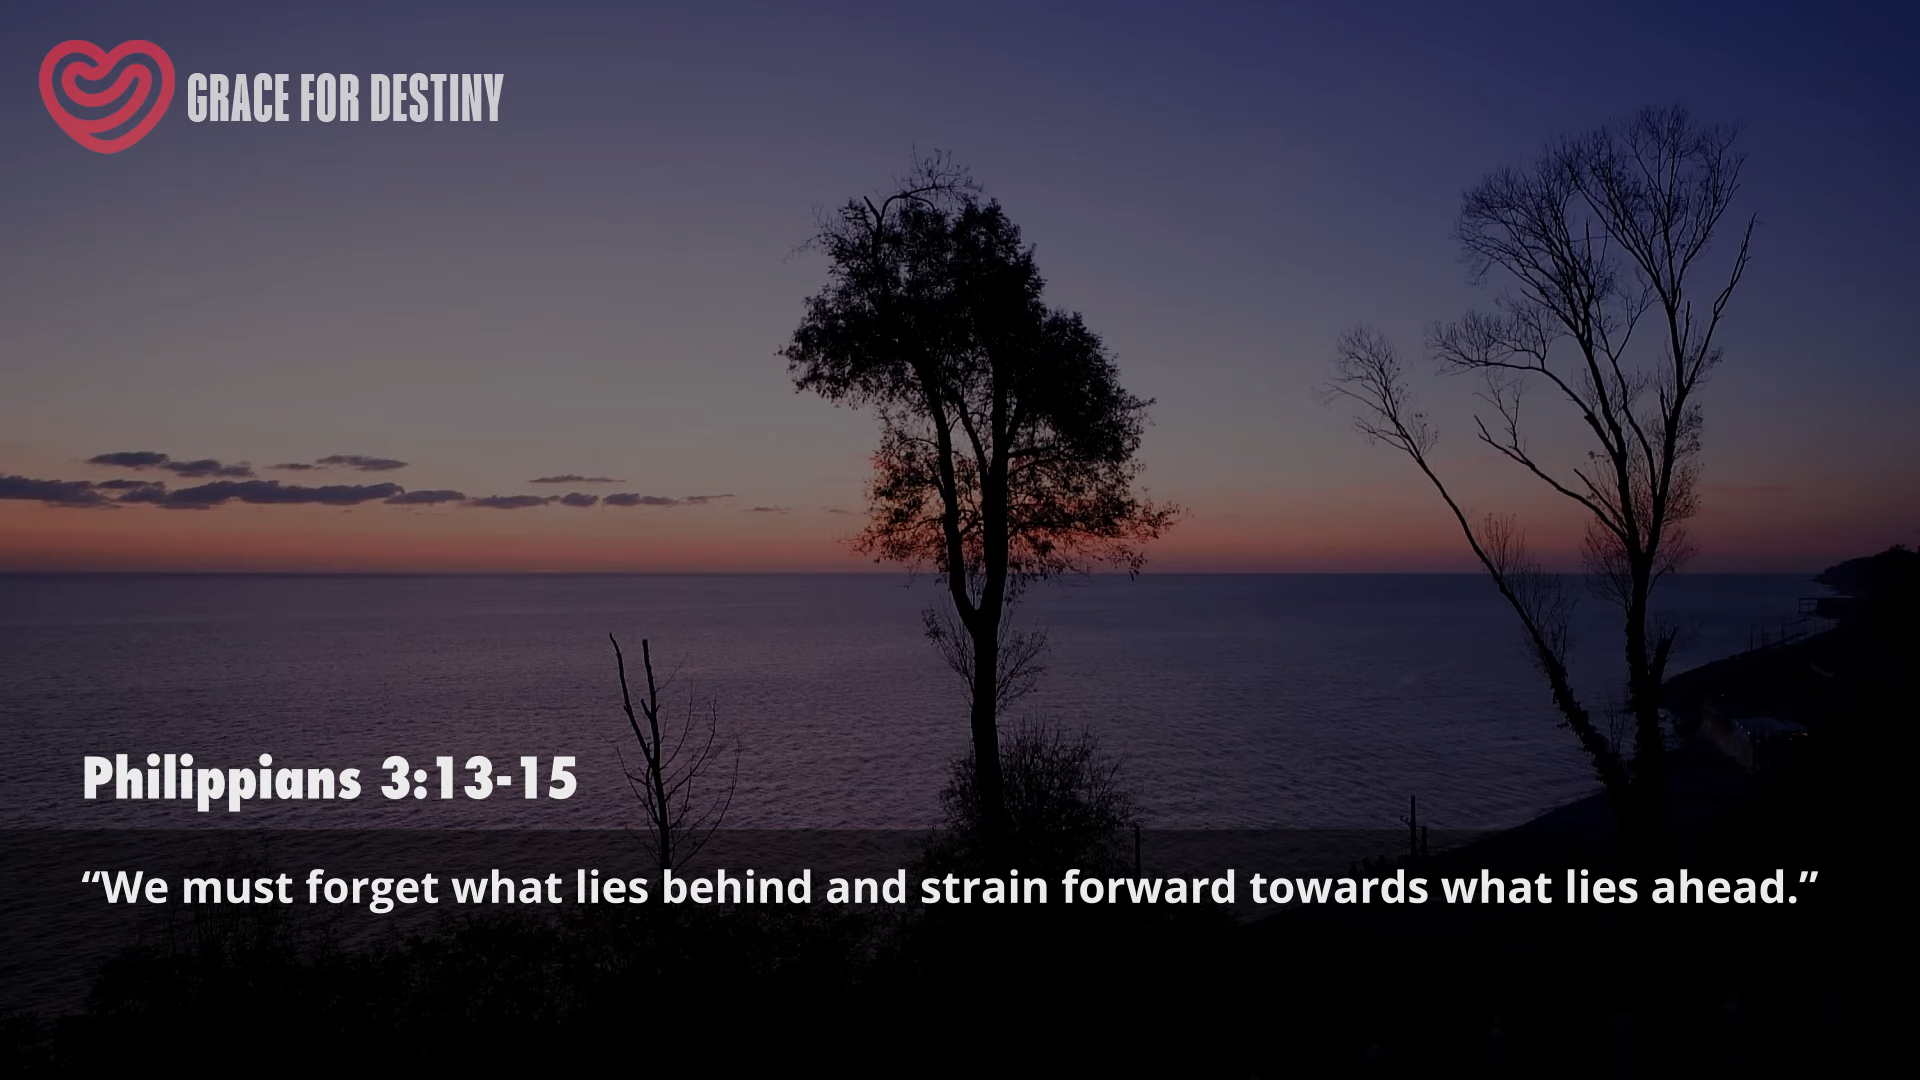 GRACE FOR DESTINY
Philippians 3:13-15
“We must forget what lies behind and strain forward towards what lies ahead.”